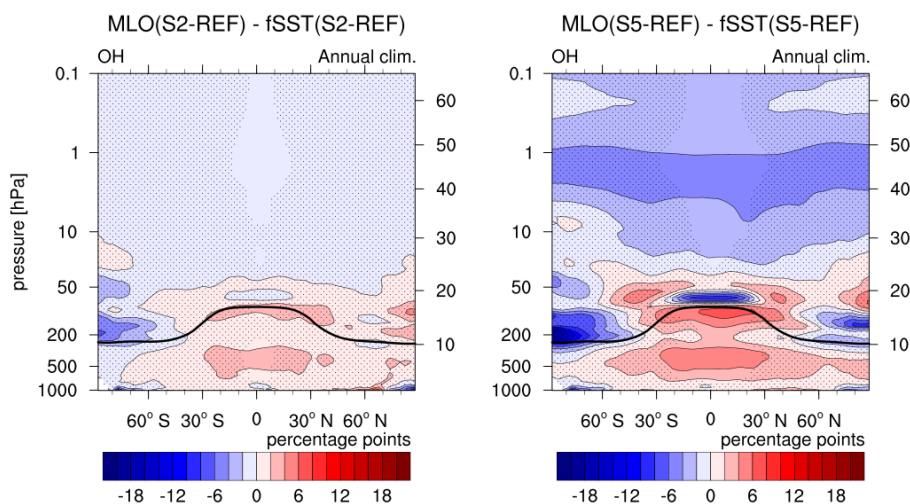 MLO(S2-REF) - fSST(S2-REF)
OH Annual clim.
0.1
1
10
50
200
500
1000
pressure [hPa]
60
50
40
30
20
10
60° S 30° S 0 30° N 60° N
percentage points
-18 -12 -6 0 6 12 18
MLO(S5-REF) - fSST(S5-REF)
OH Annual clim.
0.1
1
10
50
200
500
1000
60
50
40
30
20
10
60° S 30° S 0 30° N 60° N
percentage points
-18 -12 -6 0 6 12 18